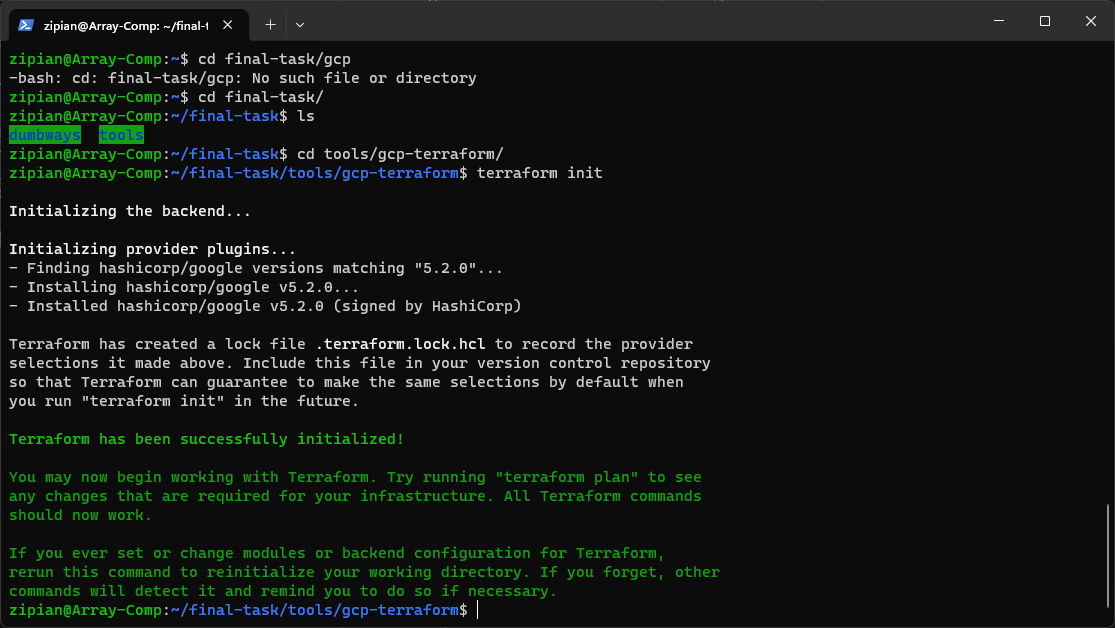 zipian@Array-Comp: ~/final-t
zipian@Array-Comp:~$ cd final-task/gcp
-bash: cd: final-task/gcp: No such file or directory
zipian@Array-Comp:~$ cd final-task/
zipian@Array-Comp:~/final-task$ ls
dumbways  tools
zipian@Array-Comp:~/final-task$ cd tools/gcp-terraform/
zipian@Array-Comp:~/final-task/tools/gcp-terraform$ terraform init
Initializing the backend...
Initializing provider plugins...
- Finding hashicorp/google versions matching "5.2.0"...
- Installing hashicorp/google v5.2.0...
- Installed hashicorp/google v5.2.0 (signed by HashiCorp)
Terraform has created a lock file .terraform.lock.hcl to record the provider
selections it made above. Include this file in your version control repository
so that Terraform can guarantee to make the same selections by default when
you run "terraform init" in the future.
Terraform has been successfully initialized!
You may now begin working with Terraform. Try running "terraform plan" to see
any changes that are required for your infrastructure. All Terraform commands
should now work.
If you ever set or change modules or backend configuration for Terraform,
rerun this command to reinitialize your working directory. If you forget, other
commands will detect it and remind you to do so if necessary.
zipian@Array-Comp:~/final-task/tools/gcp-terraform$